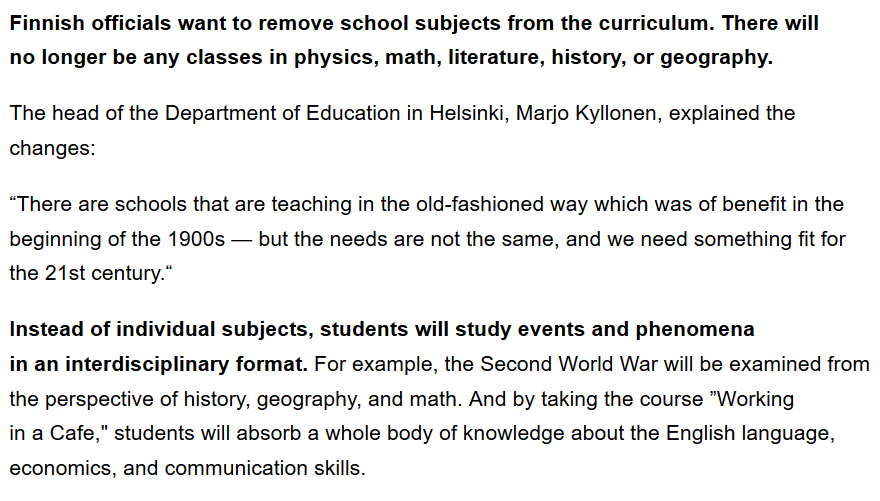 Finnish officials want to remove school subjects from the curriculum. There will
no longer be any classes in physics, math, literature, history, or geography.
The head of the Department of Education in Helsinki, Marjo Kyllonen, explained the
changes:
“There are schools that are teaching in the old-fashioned way which was of benefit in the
beginning of the 1900s — but the needs are not the same, and we need something fit for
the 21st century.“
Instead of individual subjects, students will study events and phenomena
in an interdisciplinary format. For example, the Second World War will be examined from
the perspective of history, geography, and math. And by taking the course ”Working
in a Cafe," students will absorb a whole body of knowledge about the English language,
economics, and communication skills.